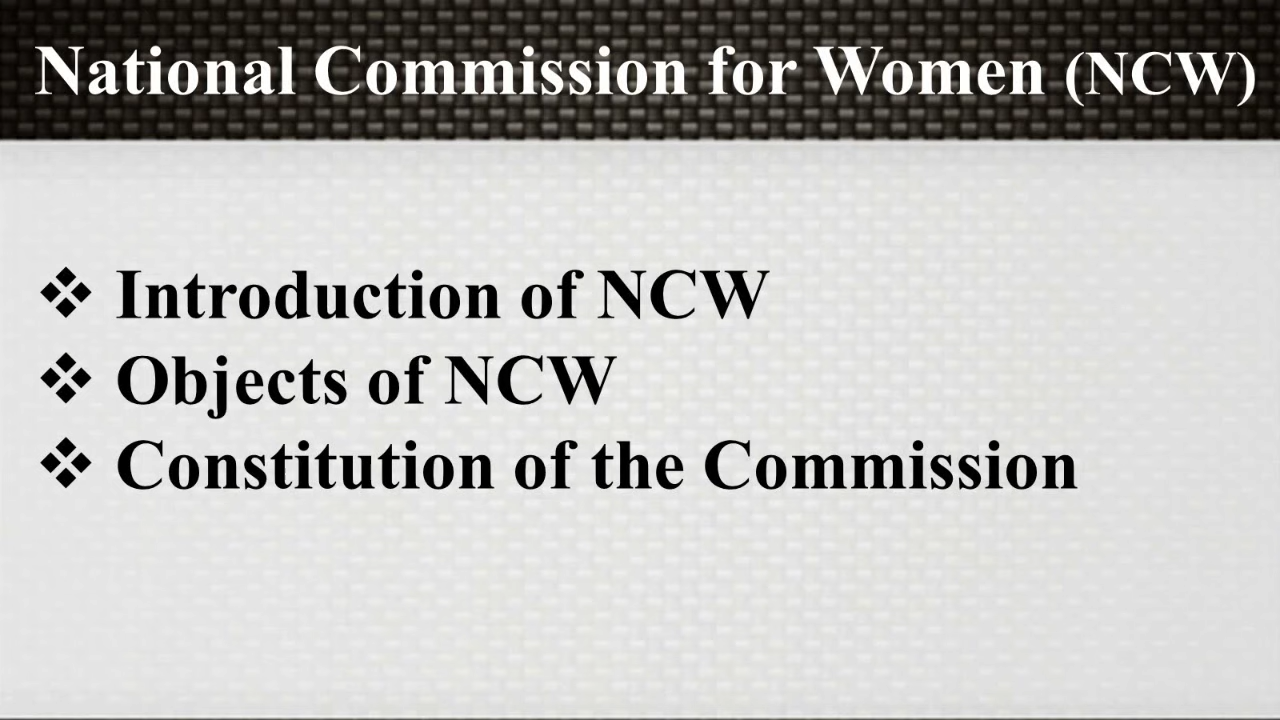 National Commission for Women (NCW)
❖ Introduction of NCW
❖ Objects of NCW
❖ Constitution of the Commission